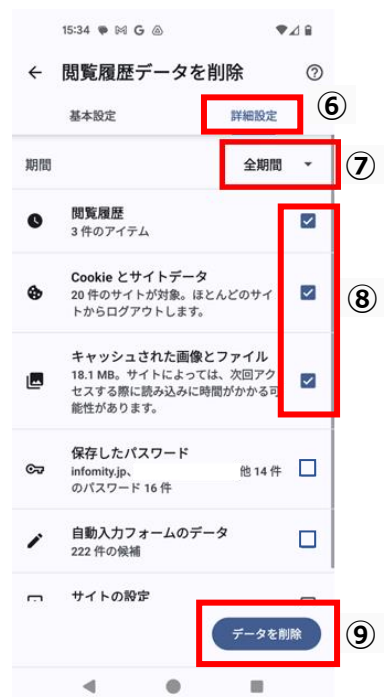 15:34
閲覧履歴データを削除
基本設定 詳細設定 ⑥
期間 全期間 ⑦
閲覧履歴
3 件のアイテム
Cookie とサイトデータ
20 件のサイトが対象。ほとんどのサイ
トからログアウトします。
⑧
キャッシュされた画像とファイル
18.1 MB。サイトによっては、次回アク
セスする際に読み込みに時間がかかる可
能性があります。
保存したパスワード
infomity.jp、 他 14 件
のパスワード 16 件
自動入力フォームのデータ
222 件の候補
サイトの設定
データを削除 ⑨